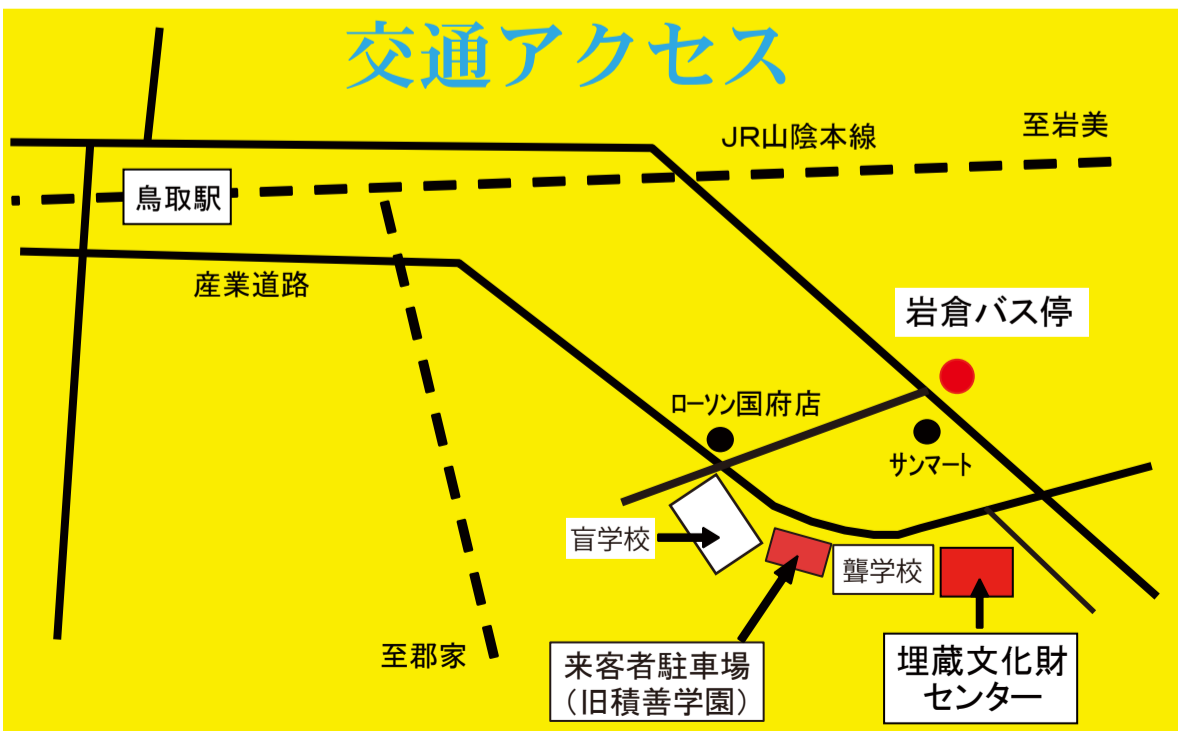 交通アクセス
JR山陰本線
至岩美
鳥取駅
産業道路
岩倉バス停
ローソン国府店
サンマート
盲学校
聾学校
至郡家
来客者駐車場
（旧積善学園）
埋蔵文化財
センター